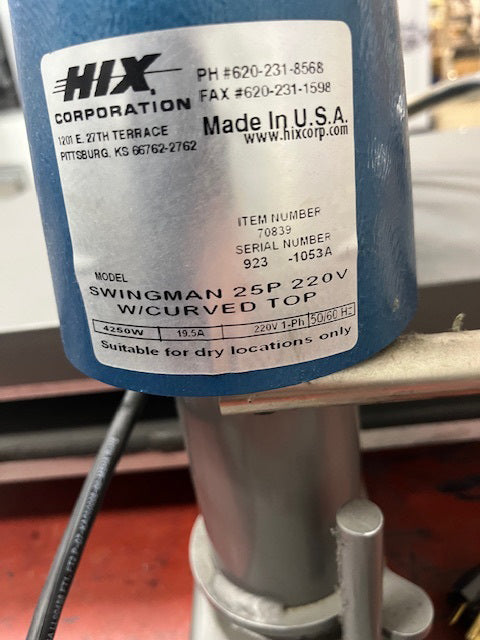 HIX
CORPORATION
1201 E. 27TH TERRACE
PITTSBURG, KS 66762-2762
PH #620-231-8568
FAX #620-231-1598
Made In U.S.A.
www.hixcorp.com
ITEM NUMBER
70839
SERIAL NUMBER
923 -1053A
MODEL
SWINGMAN 25P 220V
W/CURVED TOP
4250W 19.5A 220V 1-Ph 50/60 Hz
Suitable for dry locations only